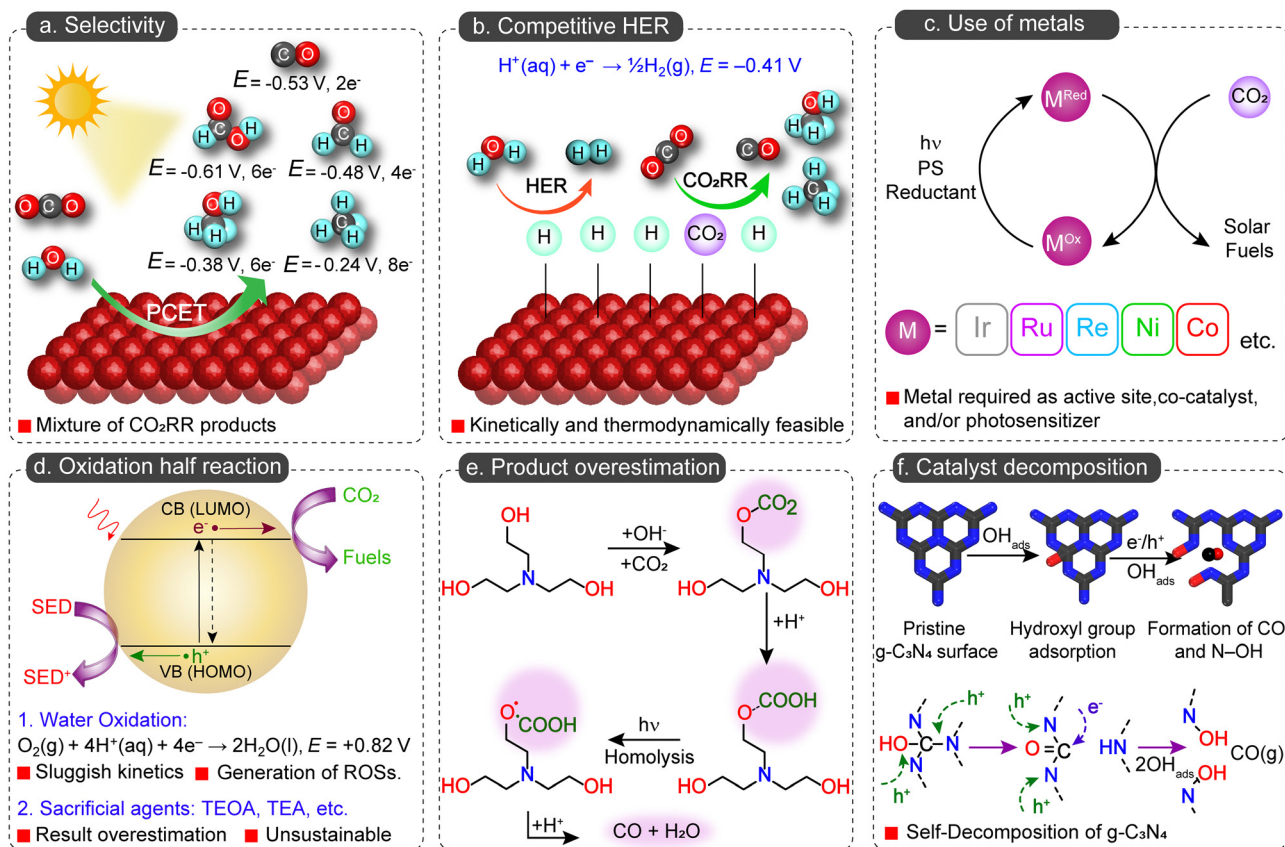 a. Selectivity
C O
E = -0.53 V, 2e⁻
O
H C O H
E = -0.61 V, 6e⁻
O
C
H H
E = -0.48 V, 4e⁻
O C O
H O H
O H
C
H H
E = -0.38 V, 6e⁻
H
C
H H
E = -0.24 V, 8e⁻
PCET
Mixture of CO₂RR products
b. Competitive HER
H⁺(aq) + e⁻ → ½H₂(g), E = –0.41 V
H O H
H H
HER
O C O
CO₂RR
C O
O H
C
H H
H
C
H H
H H H CO₂ H
Kinetically and thermodynamically feasible
c. Use of metals
M^Red
CO₂
hν
PS
Reductant
M^Ox
Solar
Fuels
M = Ir Ru Re Ni Co etc.
Metal required as active site,co-catalyst,
and/or photosensitizer
d. Oxidation half reaction
CB (LUMO)
e⁻
CO₂
Fuels
SED
h⁺
SED⁺
VB (HOMO)
1. Water Oxidation:
O₂(g) + 4H⁺(aq) + 4e⁻ → 2H₂O(l), E = +0.82 V
Sluggish kinetics Generation of ROSs.
2. Sacrificial agents: TEOA, TEA, etc.
Result overestimation Unsustainable
e. Product overestimation
OH
N
HO OH
+OH⁻
+CO₂
O CO2
N
HO OH
+H⁺
O COOH
N
HO OH
hν
Homolysis
O• •COOH
N
HO OH
+H⁺
CO + H₂O
f. Catalyst decomposition
OH_ads
e⁻/h⁺
OH_ads
Pristine
g-C₃N₄ surface
Hydroxyl group
adsorption
Formation of CO
and N–OH
h⁺
N
HO C N
N
h⁺
h⁺
N
e⁻
O=C
N
h⁺
HN
2OH_ads
N
OH
CO(g)
OH
N
Self-Decomposition of g-C₃N₄